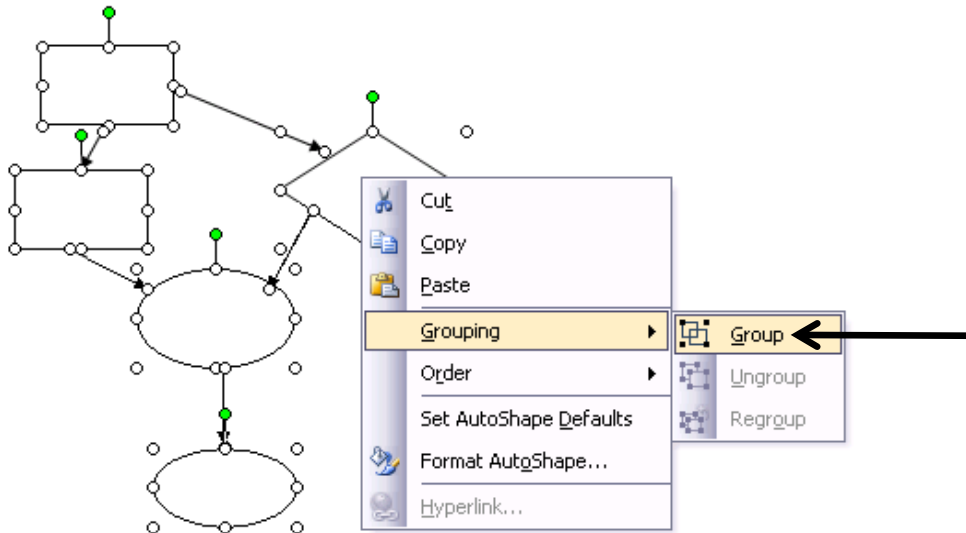 Cut
Copy
Paste
Grouping
Group
Order
Ungroup
Set AutoShape Defaults
Regroup
Format AutoShape...
Hyperlink...